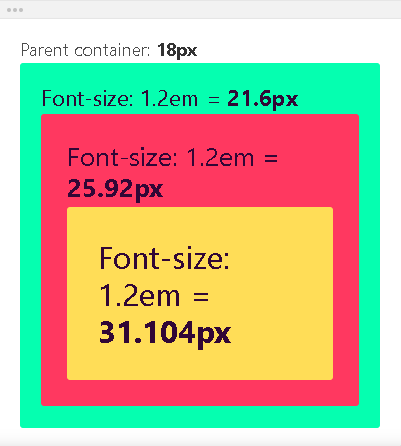 Parent container: 18px
Font-size: 1.2em = 21.6px
Font-size: 1.2em =
25.92px
Font-size:
1.2em =
31.104px